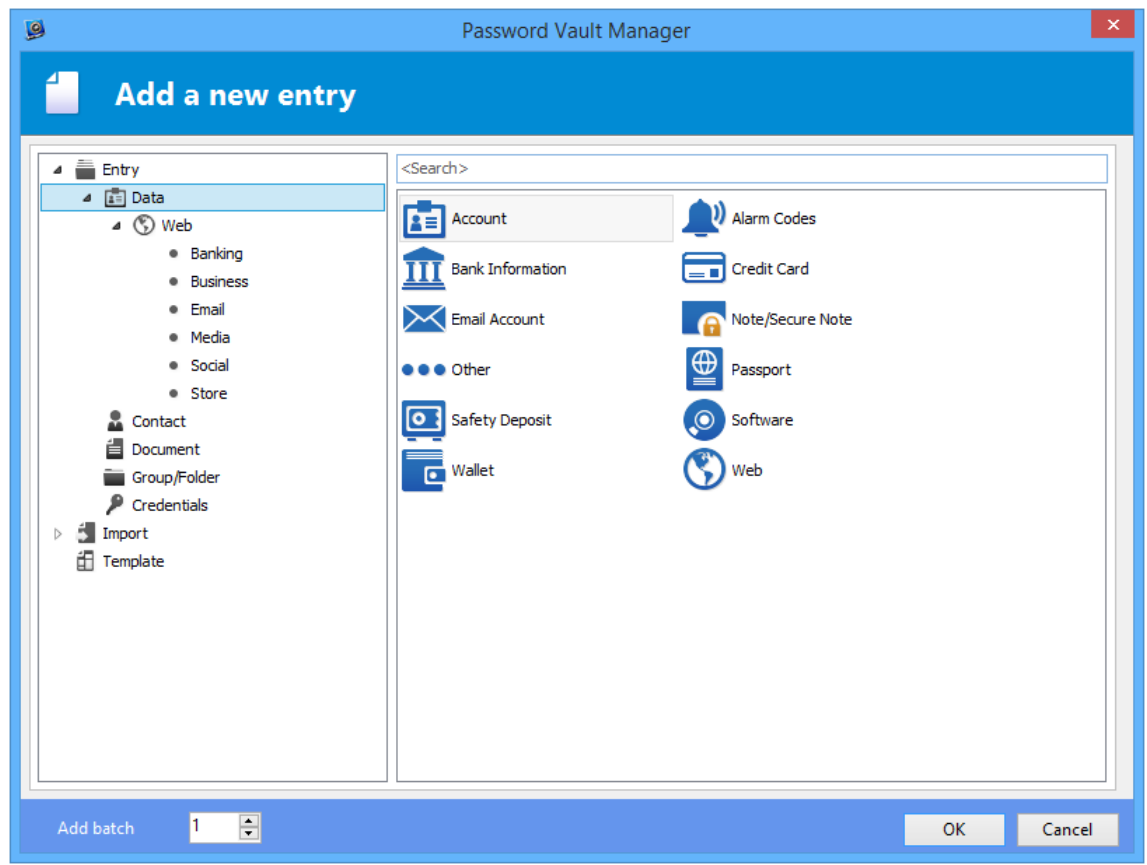 Password Vault Manager
Add a new entry
Entry
Data
Web
Banking
Business
Email
Media
Social
Store
Contact
Document
Group/Folder
Credentials
Import
Template
<Search>
Account
Alarm Codes
Bank Information
Credit Card
Email Account
Note/Secure Note
Other
Passport
Safety Deposit
Software
Wallet
Web
Add batch
1
OK
Cancel